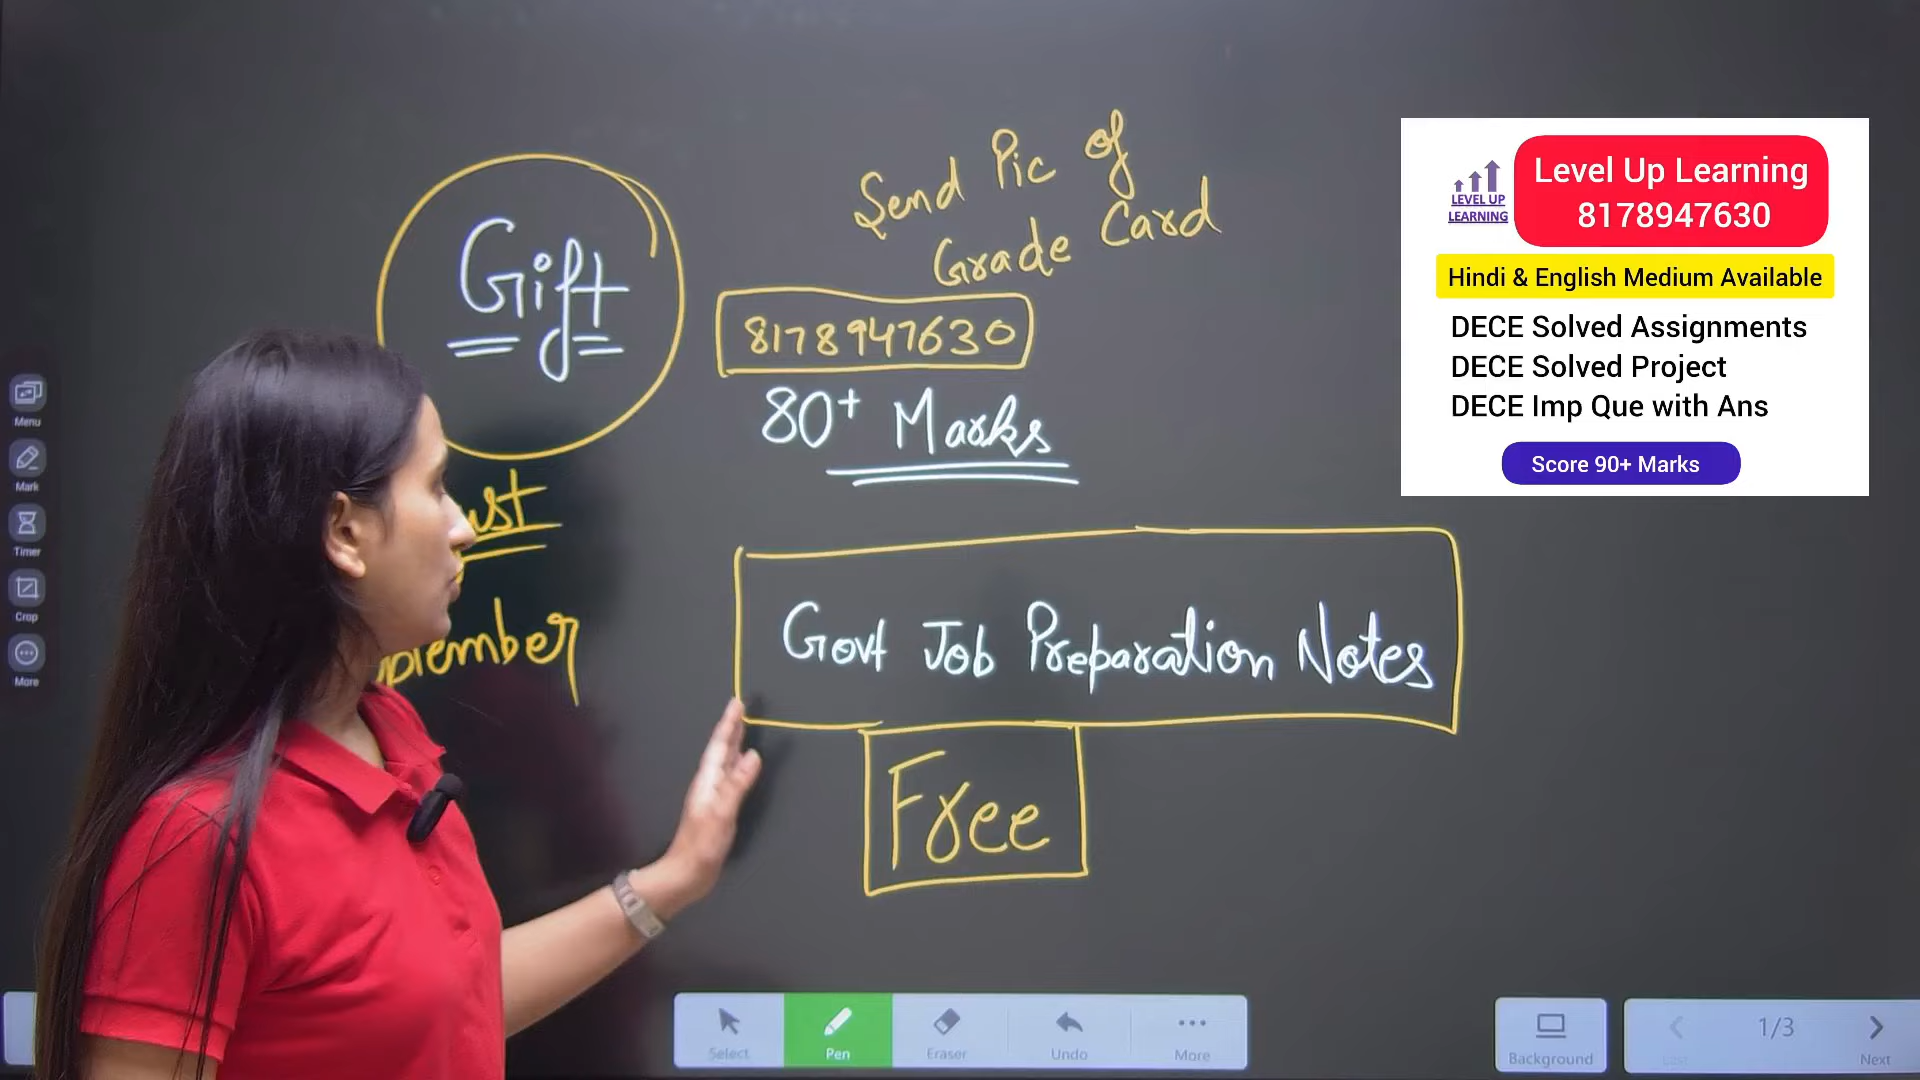 Send Pic of
Grade Card
Gift
8178947630
80+ Marks
Govt Job Preparation Notes
Free
LEVEL UP
LEARNING
Level Up Learning
8178947630
Hindi & English Medium Available
DECE Solved Assignments
DECE Solved Project
DECE Imp Que with Ans
Score 90+ Marks
Menu
Mark
Timer
Crop
More
Select
Pen
Eraser
Undo
More
Background
1/3
Next